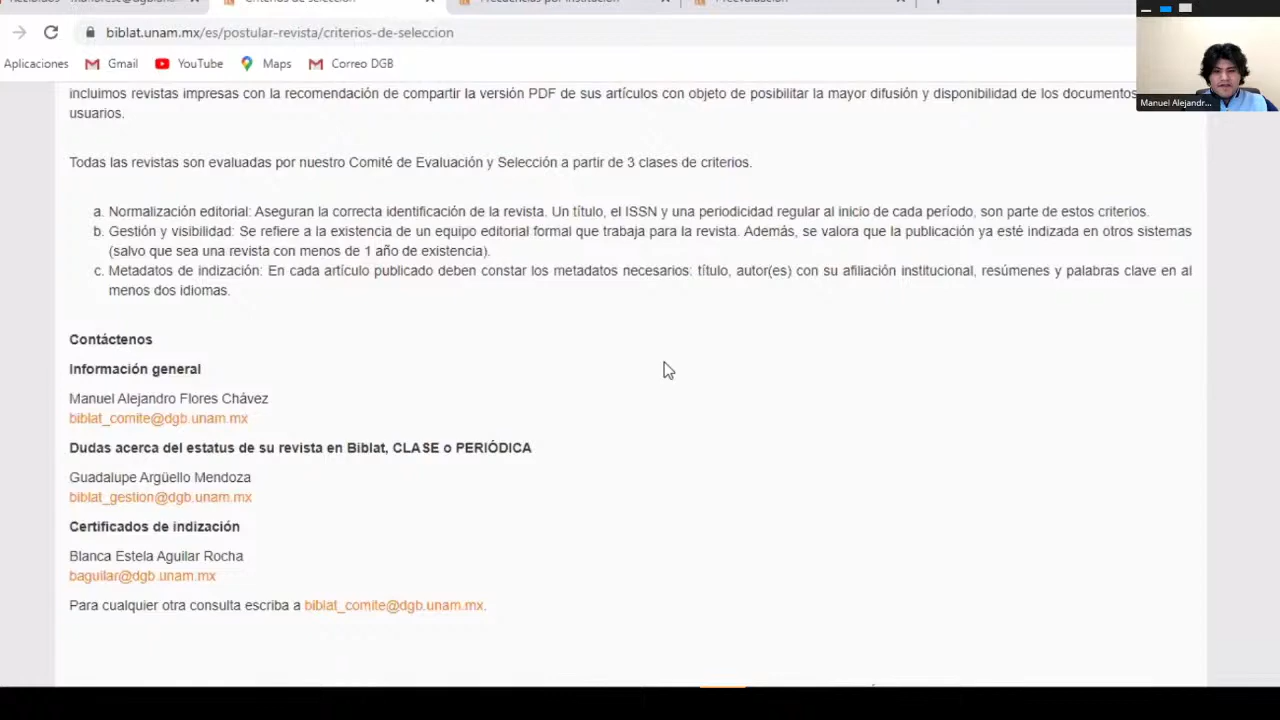 Criterios de selección
Frecuencias por institución
Preevaluación
biblat.unam.mx/es/postular-revista/criterios-de-seleccion
Aplicaciones Gmail YouTube Maps Correo DGB
Manuel Alejandr...
incluimos revistas impresas con la recomendación de compartir la versión PDF de sus artículos con objeto de posibilitar la mayor difusión y disponibilidad de los documentos
usuarios.
Todas las revistas son evaluadas por nuestro Comité de Evaluación y Selección a partir de 3 clases de criterios.
a. Normalización editorial: Aseguran la correcta identificación de la revista. Un título, el ISSN y una periodicidad regular al inicio de cada período, son parte de estos criterios.
b. Gestión y visibilidad: Se refiere a la existencia de un equipo editorial formal que trabaja para la revista. Además, se valora que la publicación ya esté indizada en otros sistemas
(salvo que sea una revista con menos de 1 año de existencia).
c. Metadatos de indización: En cada artículo publicado deben constar los metadatos necesarios: título, autor(es) con su afiliación institucional, resúmenes y palabras clave en al
menos dos idiomas.
Contáctenos
Información general
Manuel Alejandro Flores Chávez
biblat_comite@dgb.unam.mx
Dudas acerca del estatus de su revista en Biblat, CLASE o PERIÓDICA
Guadalupe Argüello Mendoza
biblat_gestion@dgb.unam.mx
Certificados de indización
Blanca Estela Aguilar Rocha
baguilar@dgb.unam.mx
Para cualquier otra consulta escriba a biblat_comite@dgb.unam.mx.